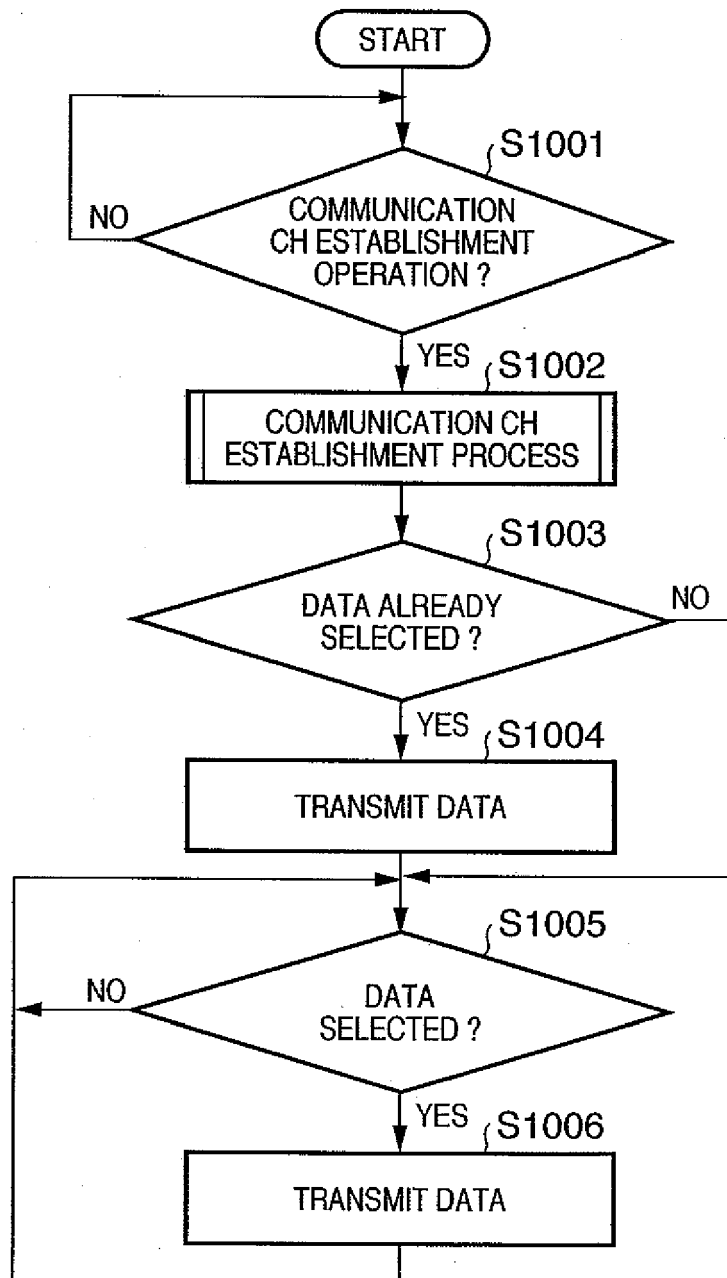 START
S1001
NO
COMMUNICATION
CH ESTABLISHMENT
OPERATION ?
YES
S1002
COMMUNICATION CH
ESTABLISHMENT PROCESS
S1003
DATA ALREADY
SELECTED ?
NO
YES
S1004
TRANSMIT DATA
S1005
NO
DATA
SELECTED ?
YES
S1006
TRANSMIT DATA